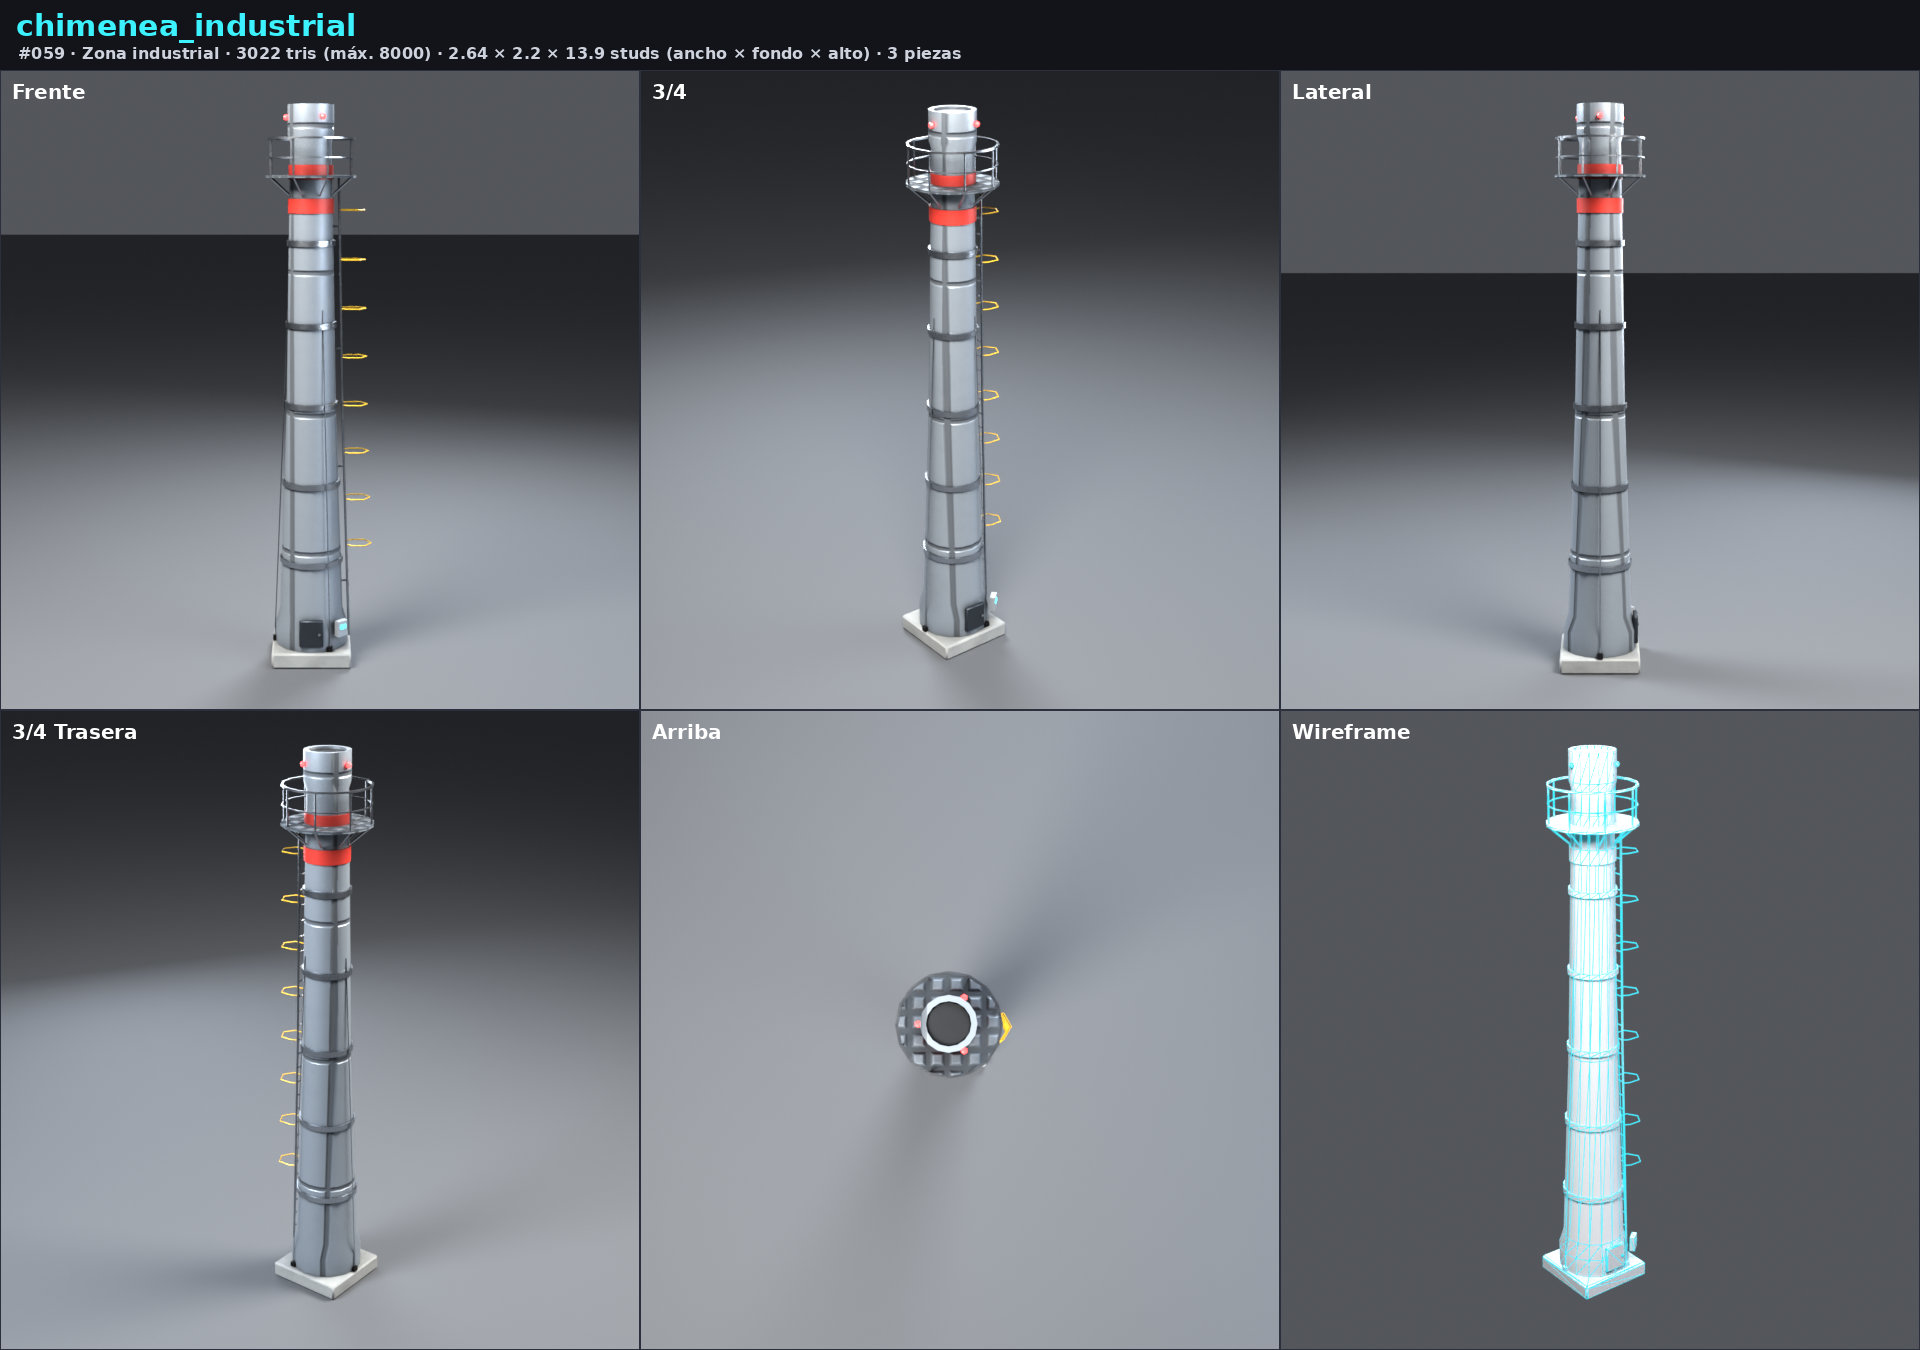 chimenea_industrial
#059 · Zona industrial · 3022 tris (máx. 8000) · 2.64 × 2.2 × 13.9 studs (ancho × fondo × alto) · 3 piezas
Frente
3/4
Lateral
3/4 Trasera
Arriba
Wireframe